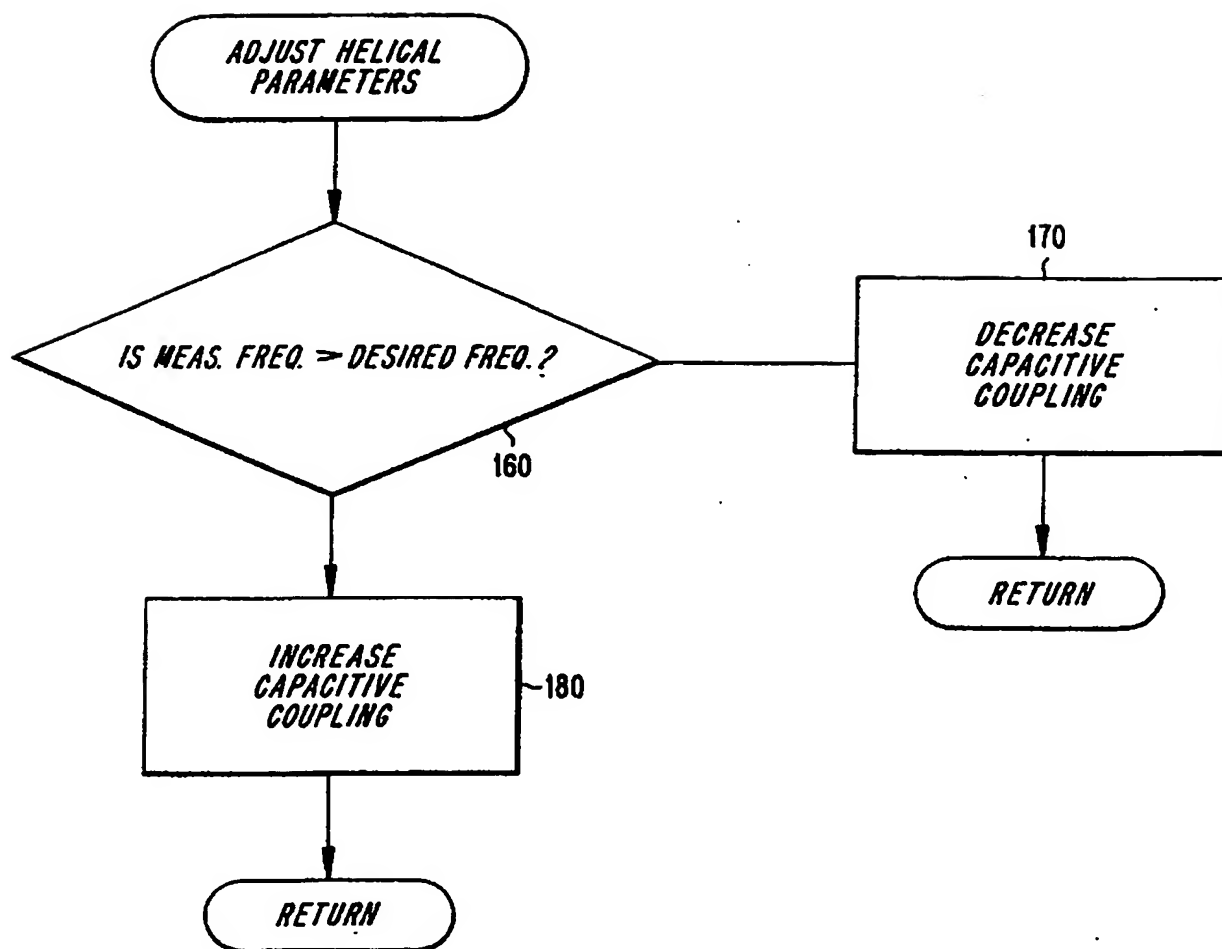 ADJUST HELICAL
PARAMETERS
IS MEAS. FREQ. > DESIRED FREQ.?
160
170
DECREASE
CAPACITIVE
COUPLING
RETURN
INCREASE
CAPACITIVE
COUPLING
180
RETURN